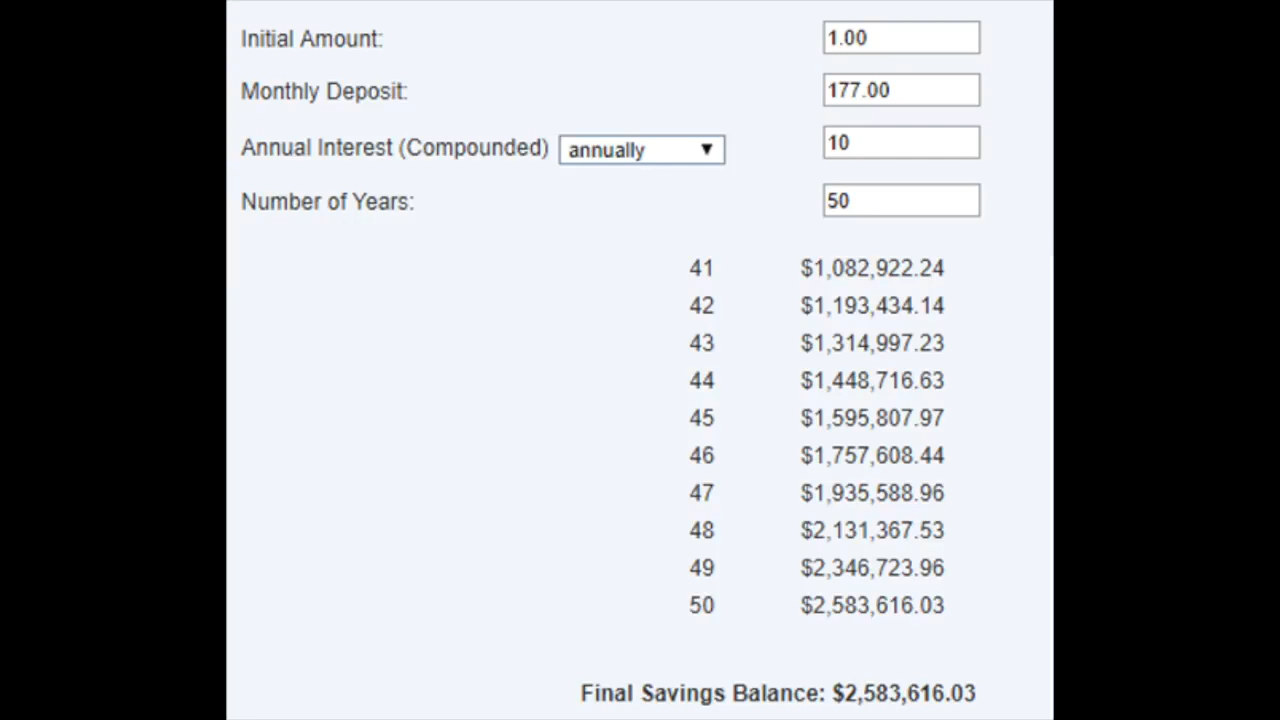 Initial Amount: 1.00
Monthly Deposit: 177.00
Annual Interest (Compounded) annually 10
Number of Years: 50
41 $1,082,922.24
42 $1,193,434.14
43 $1,314,997.23
44 $1,448,716.63
45 $1,595,807.97
46 $1,757,608.44
47 $1,935,588.96
48 $2,131,367.53
49 $2,346,723.96
50 $2,583,616.03
Final Savings Balance: $2,583,616.03